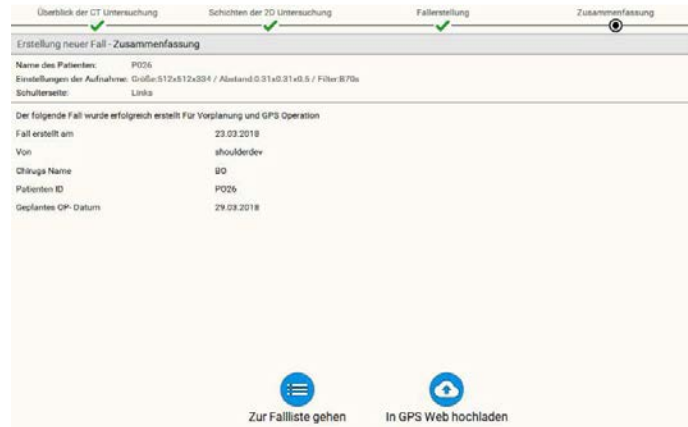 Überblick der CT Untersuchung Schichten der 2D Untersuchung Fallerstellung Zusammenfassung
Erstellung neuer Fall - Zusammenfassung
Name des Patienten: P026
Einstellungen der Aufnahme: Größe:512x512x334 / Abstand:0.31x0.31x0.5 / Filter:B70s
Schulterseite: Links
Der folgende Fall wurde erfolgreich erstellt Für Vorplanung und GPS Operation
Fall erstellt am 23.03.2018
Von shoulderdev
Chirugs Name BO
Patienten ID P026
Geplantes OP- Datum 29.03.2018
Zur Fallliste gehen In GPS Web hochladen